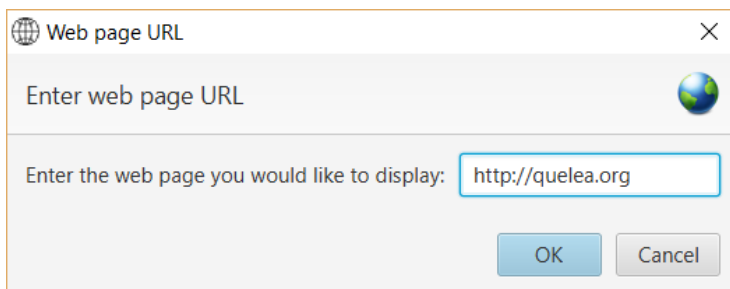 Web page URL
Enter web page URL
Enter the web page you would like to display: http://quelea.org
OK Cancel